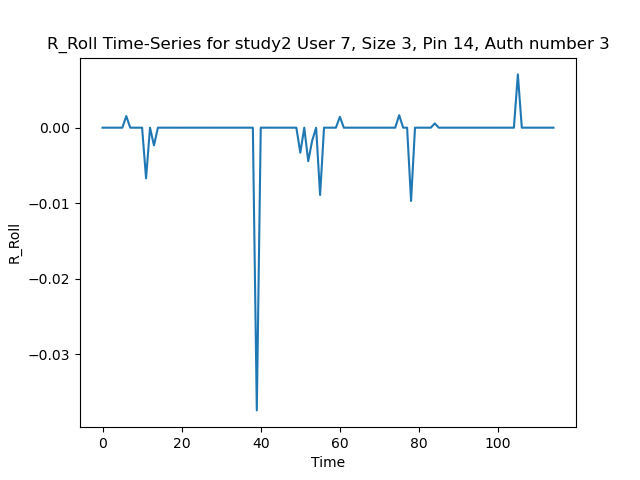 R_Roll Time-Series for study2 User 7, Size 3, Pin 14, Auth number 3
0.00
−0.01
−0.02
−0.03
R_Roll
0 20 40 60 80 100
Time